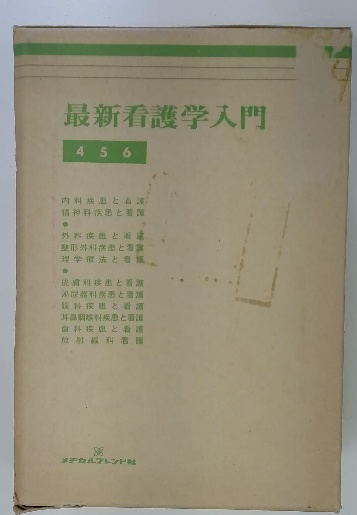 最新看護学入門
4 5 6
内科疾患と看護
精神科疾患と看護
●
外科疾患と看護
整形外科疾患と看護
理学療法と看護
●
皮膚科疾患と看護
泌尿器科疾患と看護
眼科疾患と看護
耳鼻咽喉科疾患と看護
歯科疾患と看護
放射線科看護
メヂカルフレンド社